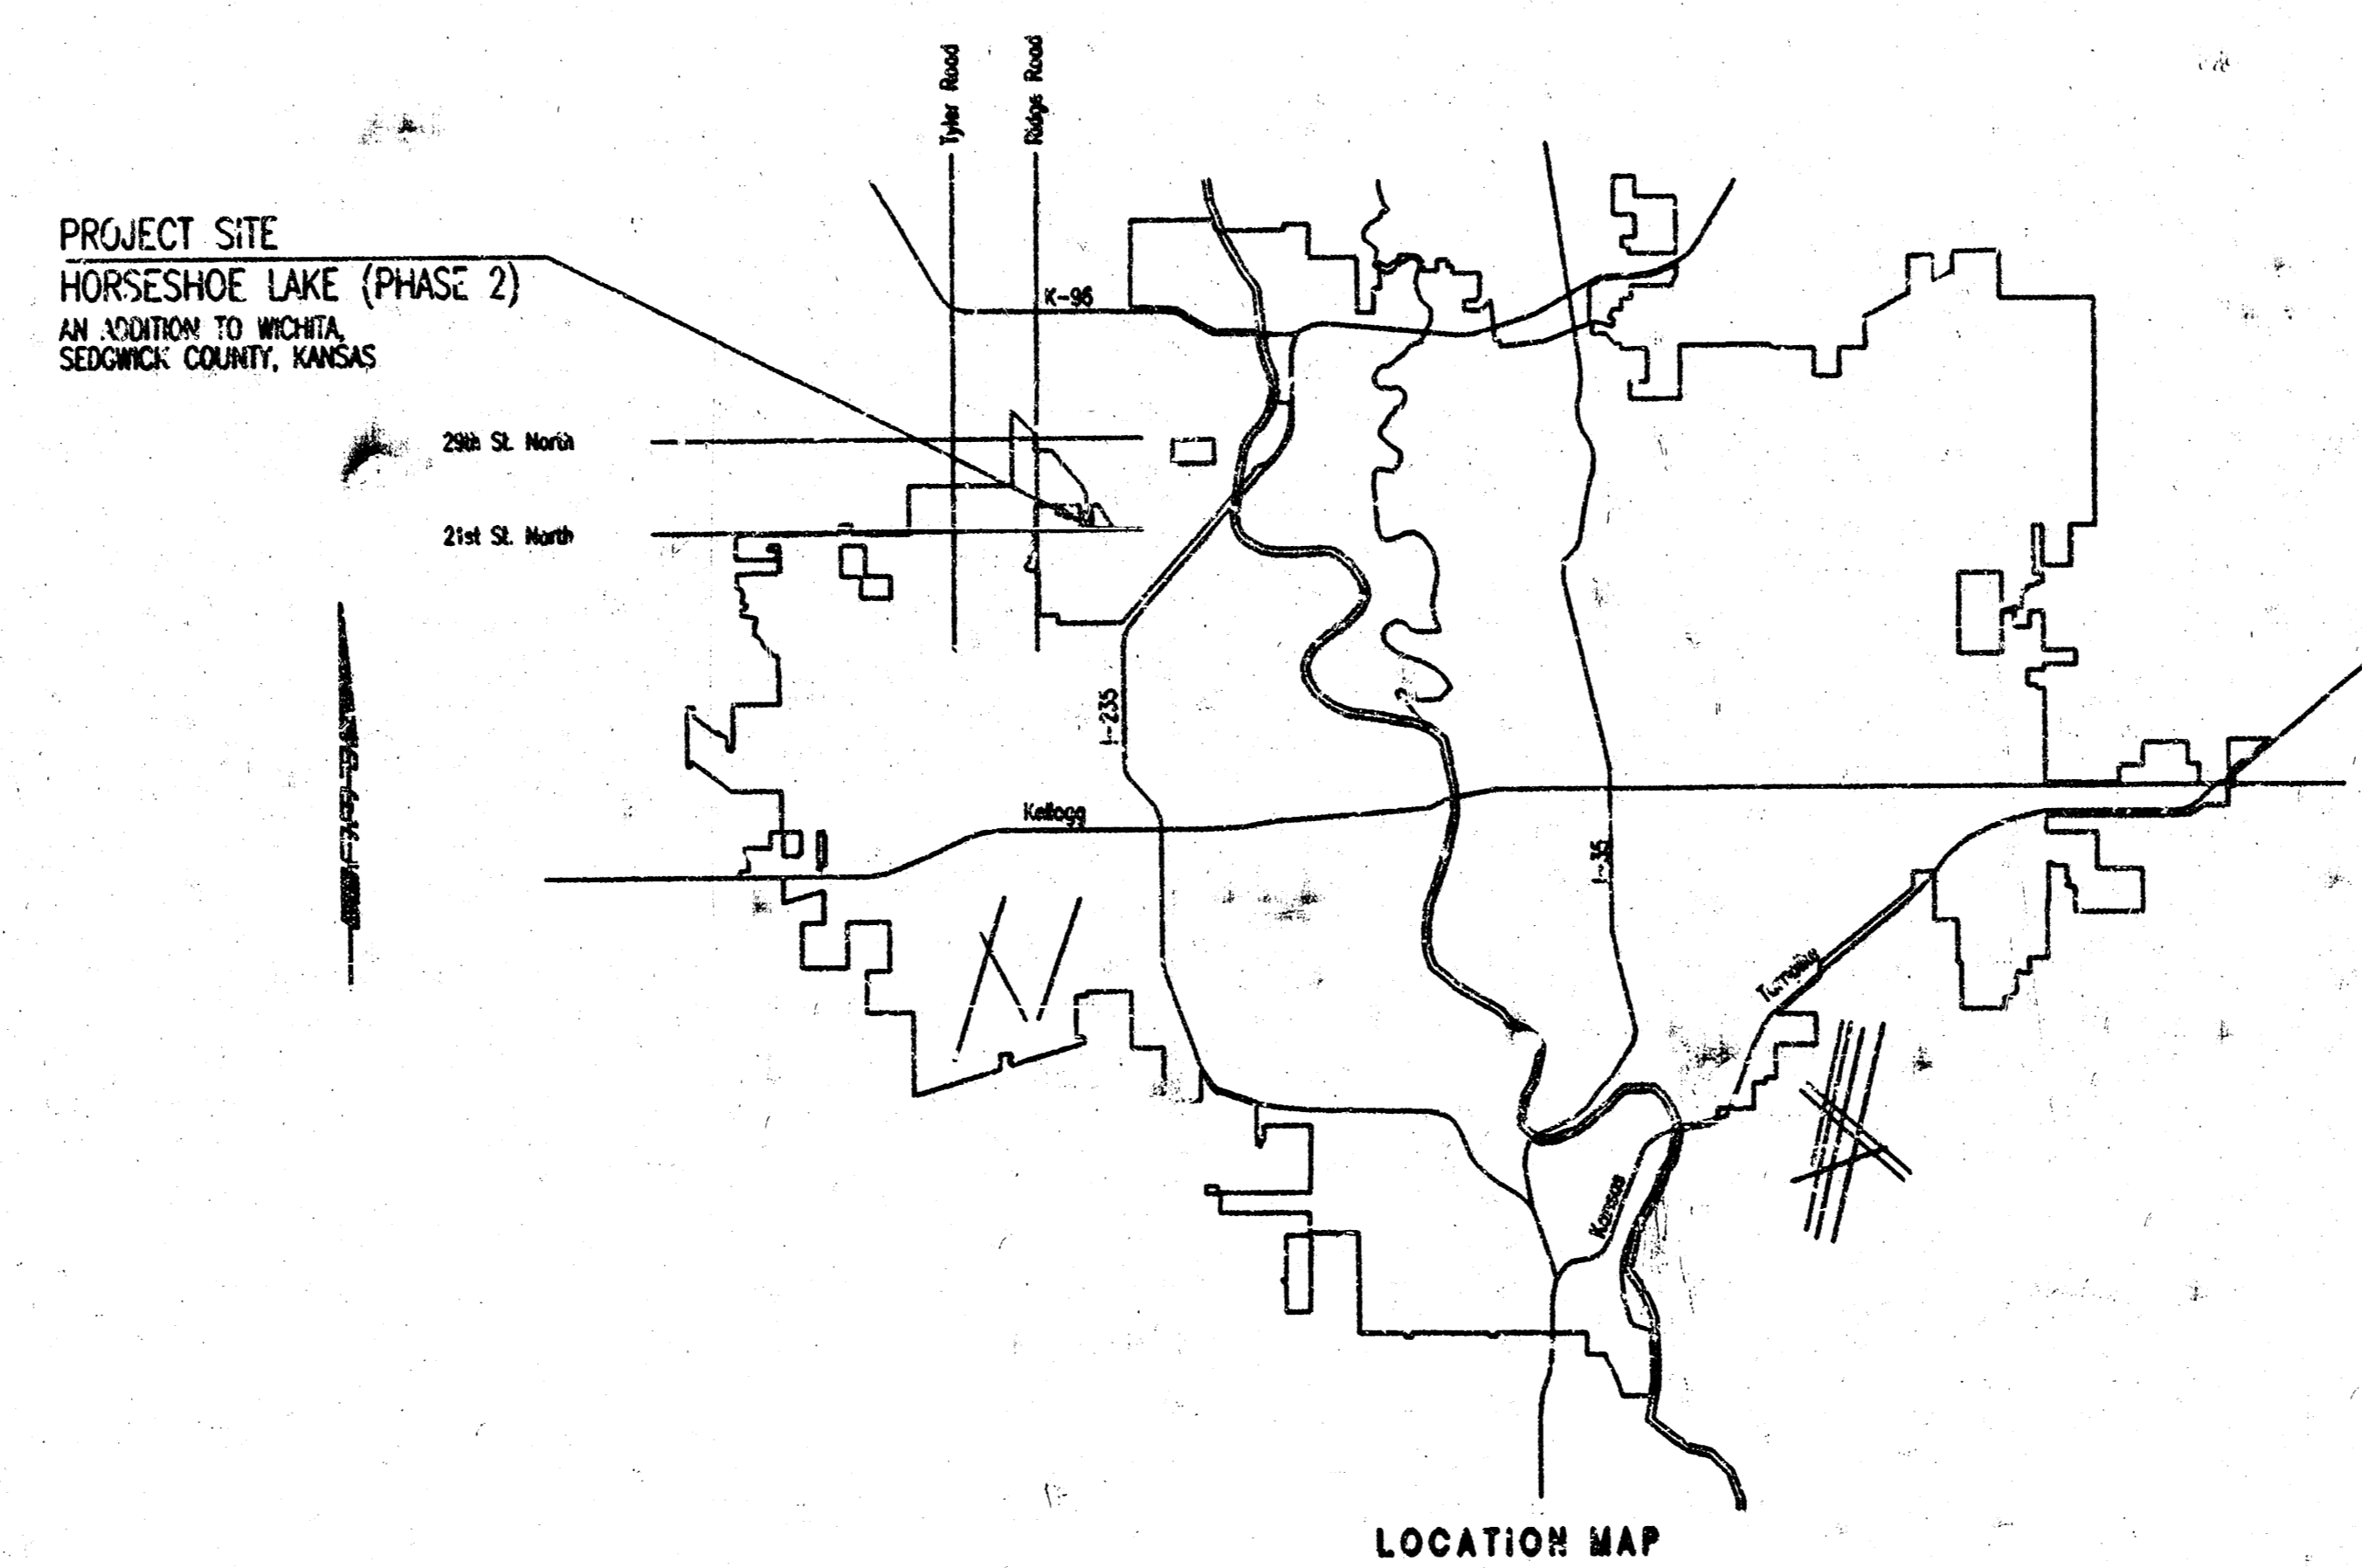 Tyler Road
Ridge Road
PROJECT SITE
HORSESHOE LAKE (PHASE 2)
AN ADDITION TO WICHITA,
SEDGWICK COUNTY, KANSAS
K-96
29th St. North
21st St. North
I-235
Kellogg
I-35
Turnpike
Kansas
LOCATION MAP